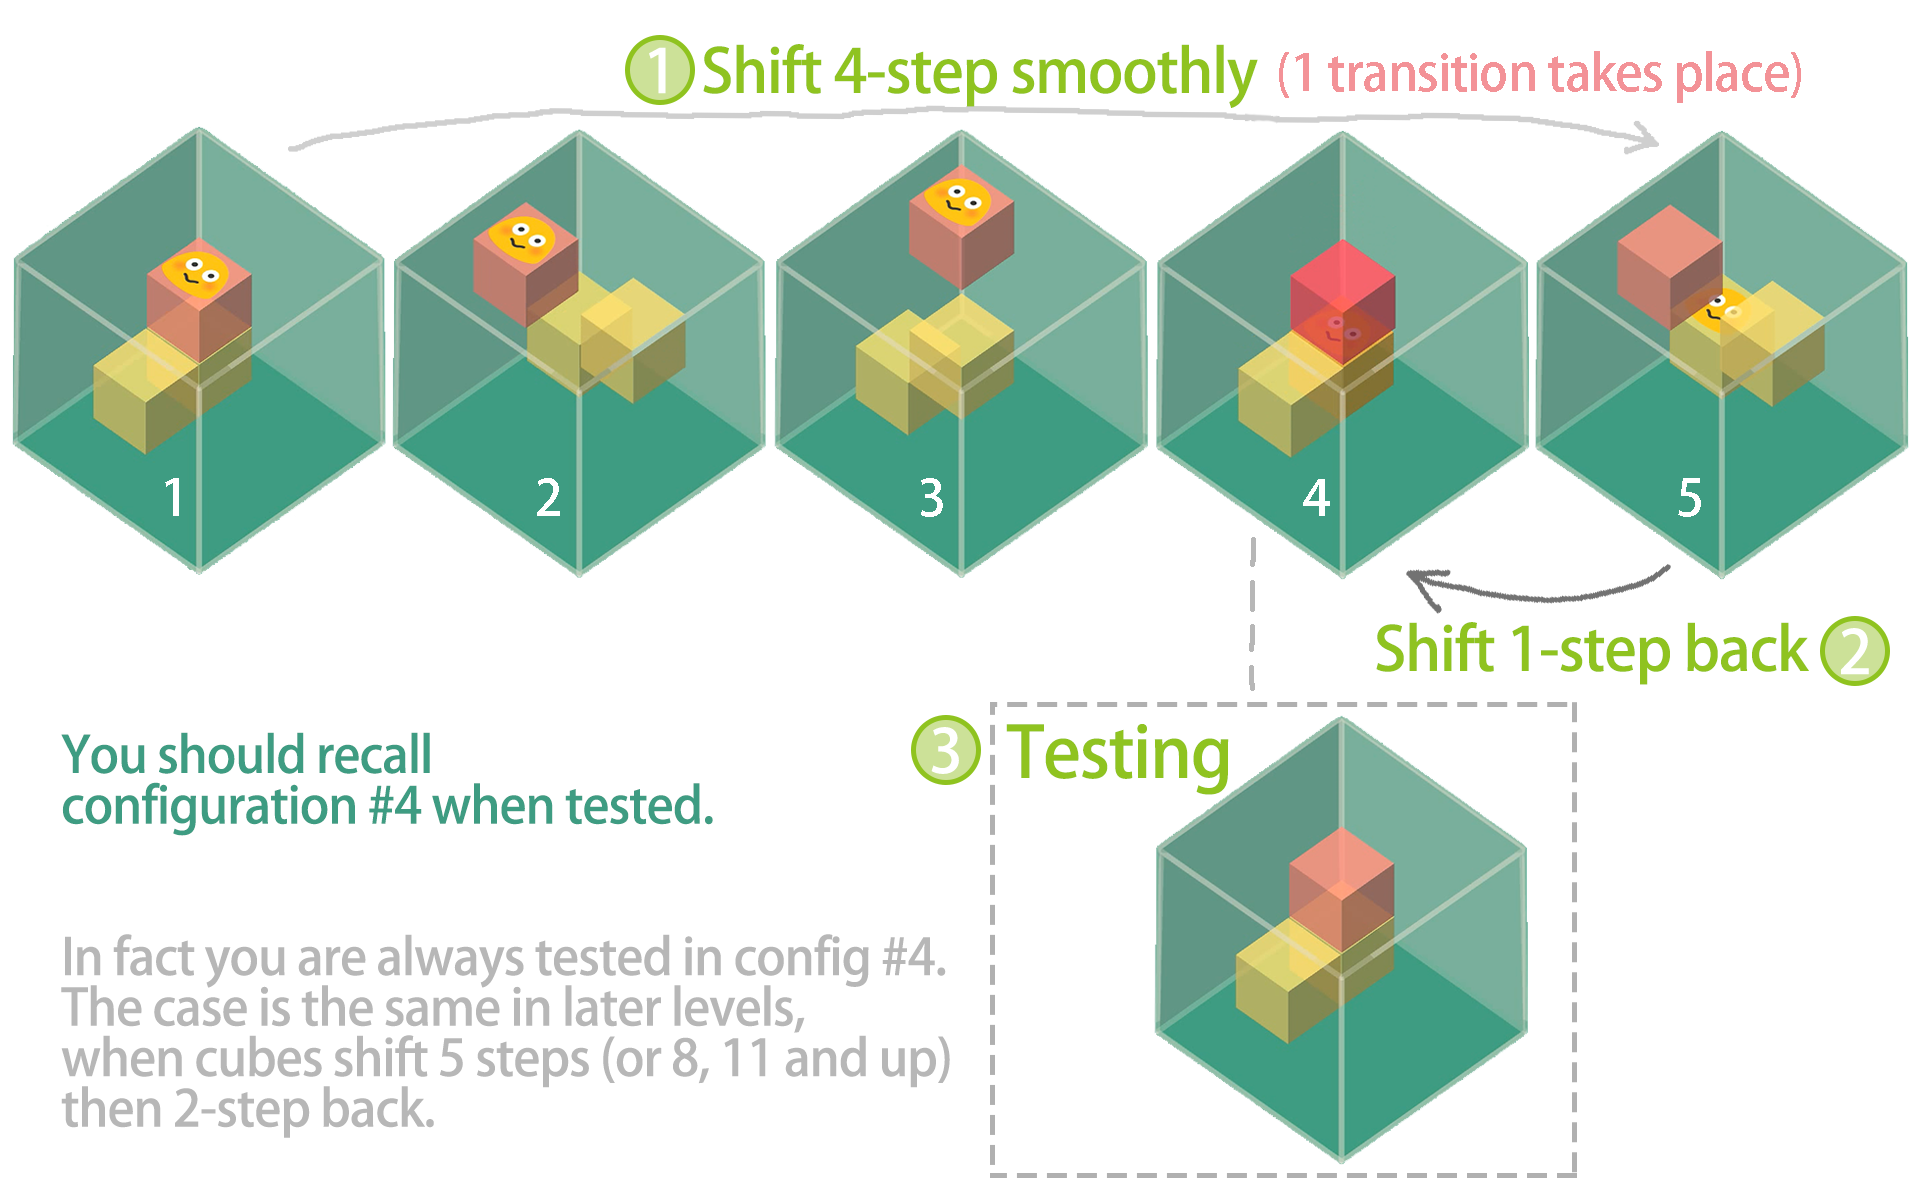 1 Shift 4-step smoothly (1 transition takes place)
1
2
3
4
5
Shift 1-step back 2
3 Testing
You should recall
configuration #4 when tested.
In fact you are always tested in config #4.
The case is the same in later levels,
when cubes shift 5 steps (or 8, 11 and up)
then 2-step back.